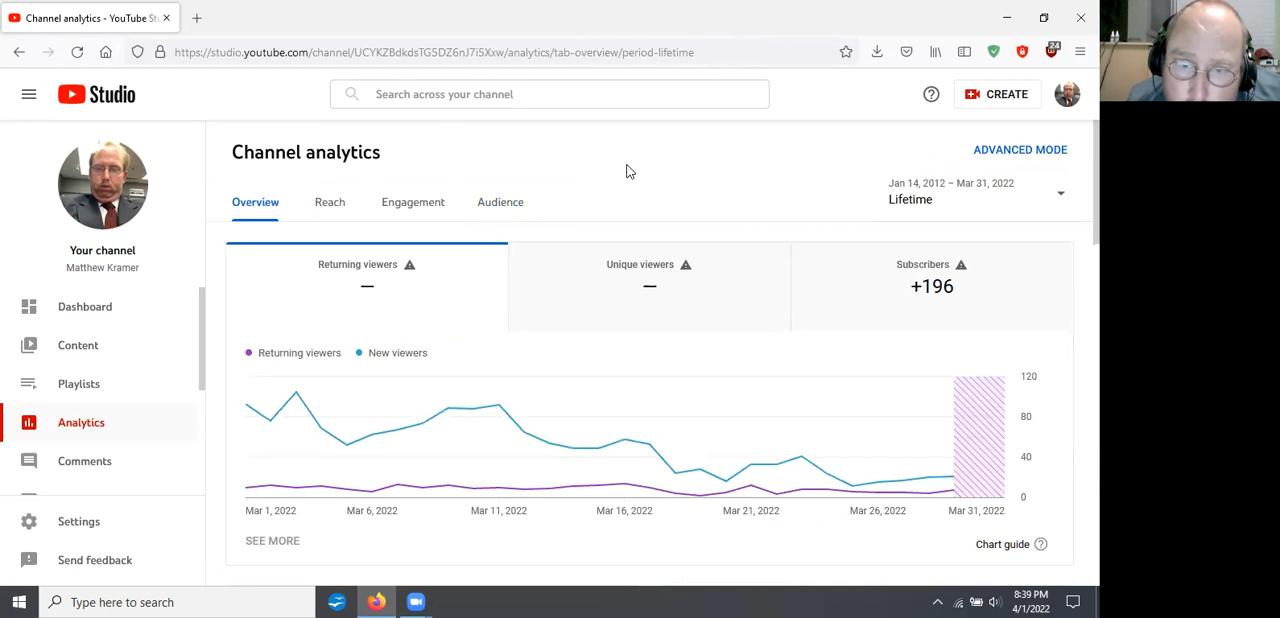 Channel analytics - YouTube St
https://studio.youtube.com/channel/UCYKZBdkdsTG5DZ6nJ7i5Xxw/analytics/tab-overview/period-lifetime
24
Studio
Search across your channel
CREATE
Your channel
Matthew Kramer
Dashboard
Content
Playlists
Analytics
Comments
Settings
Send feedback
Channel analytics
ADVANCED MODE
Jan 14, 2012 – Mar 31, 2022
Lifetime
Overview Reach Engagement Audience
Returning viewers Unique viewers Subscribers
— — +196
Returning viewers New viewers
120
80
40
0
Mar 1, 2022 Mar 6, 2022 Mar 11, 2022 Mar 16, 2022 Mar 21, 2022 Mar 26, 2022 Mar 31, 2022
SEE MORE
Chart guide
Type here to search
8:39 PM
4/1/2022